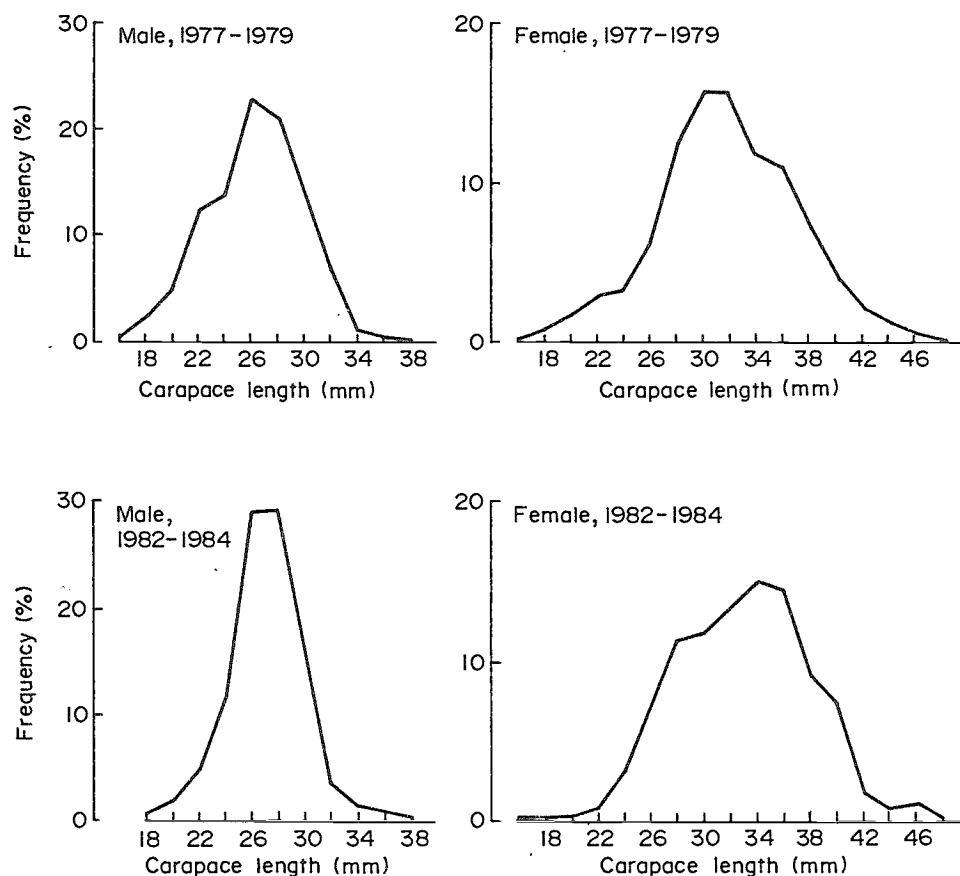 Male, 1977-1979
Frequency (%)
30
20
10
0
18 22 26 30 34 38
Carapace length (mm)
Female, 1977-1979
20
10
0
18 22 26 30 34 38 42 46
Carapace length (mm)
Male,
1982-1984
Frequency (%)
30
20
10
0
18 22 26 30 34 38
Carapace length (mm)
Female, 1982-1984
20
10
0
18 22 26 30 34 38 42 46
Carapace length (mm)